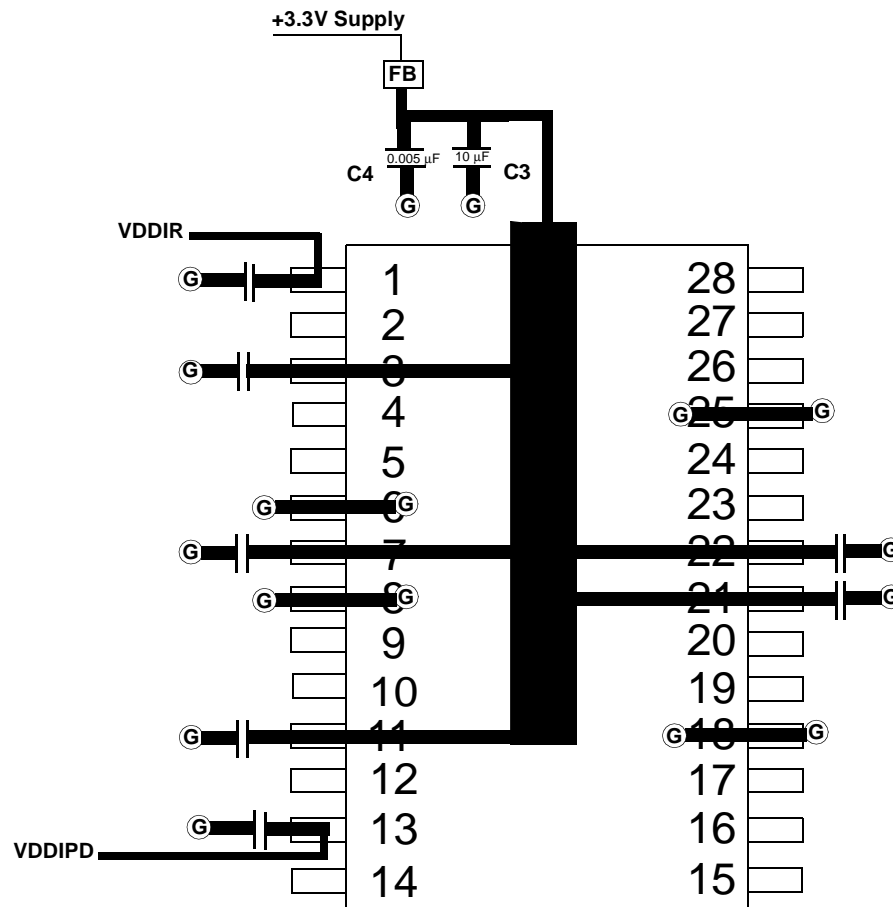 +3.3V Supply
FB
0.005 µF
10 µF
C4
C3
G
G
VDDIR
G
1
28
2
27
G
3
26
4
G
25
G
5
24
G
6
G
23
G
7
22
G
G
8
G
21
G
9
20
10
19
G
11
G
18
G
12
17
G
13
16
VDDIPD
14
15